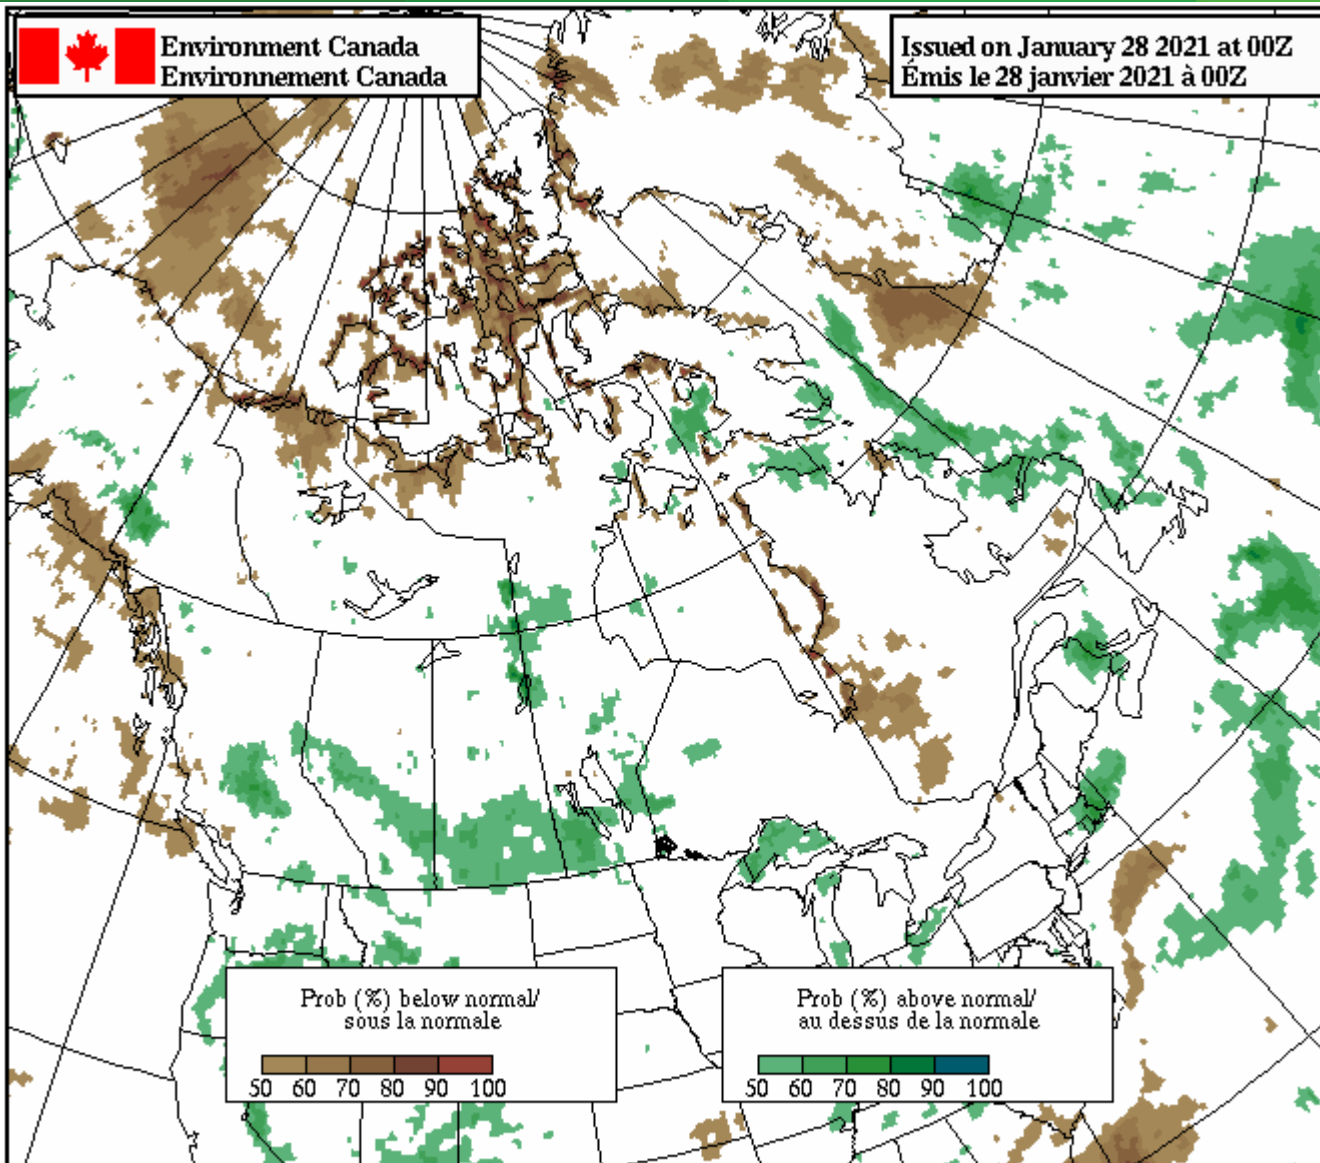 Environment Canada
Environnement Canada
Issued on January 28 2021 at 00Z
Émis le 28 janvier 2021 à 00Z
Prob (%) below normal/
sous la normale
50 60 70 80 90 100
Prob (%) above normal/
au dessus de la normale
50 60 70 80 90 100